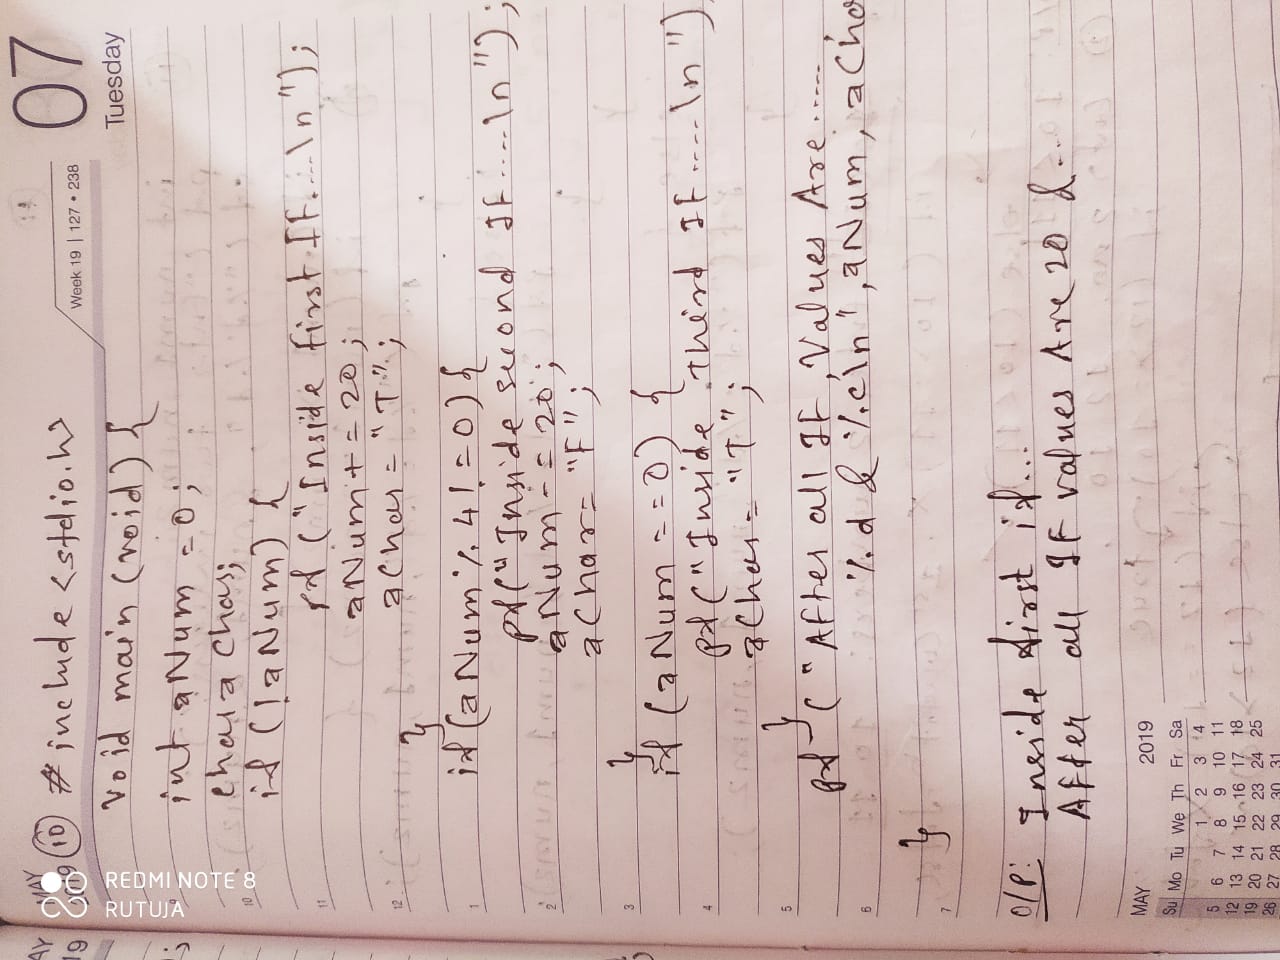 MAY
2019
07
Tuesday
Week 19 | 127 • 238
10 # include <stdio.h>
void main (void) {
int aNum = 0;
char a char;
if (!aNum) {
pf ("Inside first If....\n");
aNum += 20;
aChar = "T";
}
if (aNum % 4 != 0) {
pf ("Inside second If....\n");
aNum -= 20;
aChar = "F";
}
if (aNum == 0) {
pf ("Inside Third If....\n")
aChar = "T";
}
pf ("After all If, Values Are.....
%d & %c\n", aNum, aCha
}
O/P: Inside first if...
After all If values Are 20 & ..
9
10
11
12
1
2
3
4
5
6
7
MAY 2019
Su Mo Tu We Th Fr Sa
1 2 3 4
5 6 7 8 9 10 11
12 13 14 15 16 17 18
19 20 21 22 23 24 25
26 27 28 29 30 31
AY
19
REDMI NOTE 8
RUTUJA